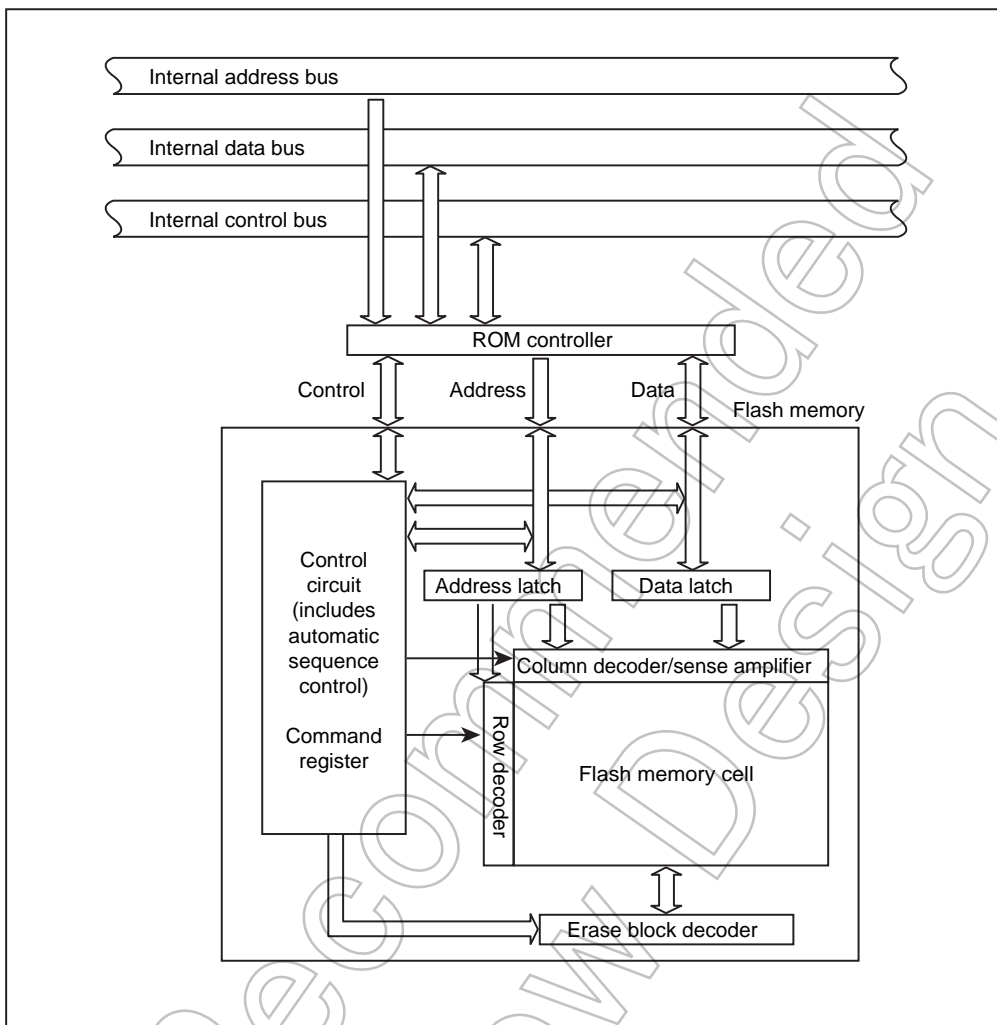 Internal address bus
Internal data bus
Internal control bus
ROM controller
Control
Address
Data
Flash memory
Control
circuit
(includes
automatic
sequence
control)
Command
register
Address latch
Data latch
Column decoder/sense amplifier
Row decoder
Flash memory cell
Erase block decoder
Recommended
w Design